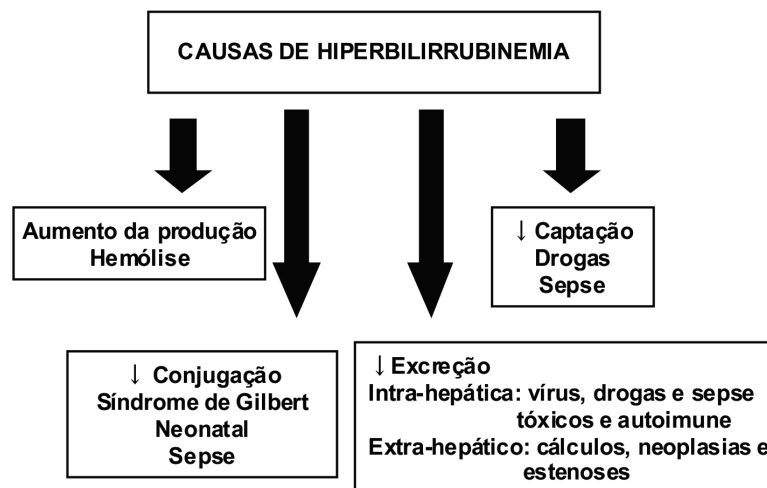 CAUSAS DE HIPERBILIRRUBINEMIA
Aumento da produção
Hemólise
↓ Captação
Drogas
Sepse
↓ Conjugação
Síndrome de Gilbert
Neonatal
Sepse
↓ Excreção
Intra-hepática: vírus, drogas e sepse
tóxicos e autoimune
Extra-hepático: cálculos, neoplasias e
estenoses